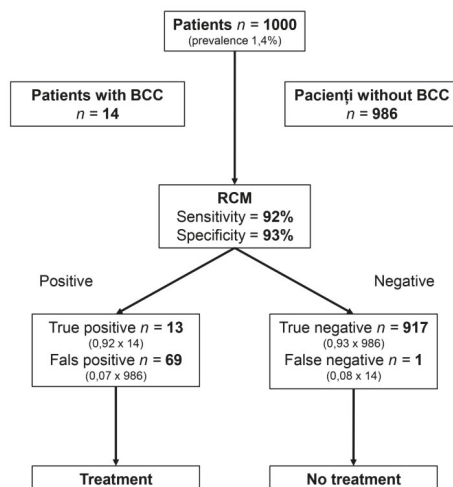 Patients n = 1000
(prevalence 1,4%)
Patients with BCC
n = 14
Pacienți without BCC
n = 986
RCM
Sensitivity = 92%
Specificity = 93%
Positive
Negative
True positive n = 13
(0,92 x 14)
Fals positive n = 69
(0,07 x 986)
True negative n = 917
(0,93 x 986)
False negative n = 1
(0,08 x 14)
Treatment
No treatment